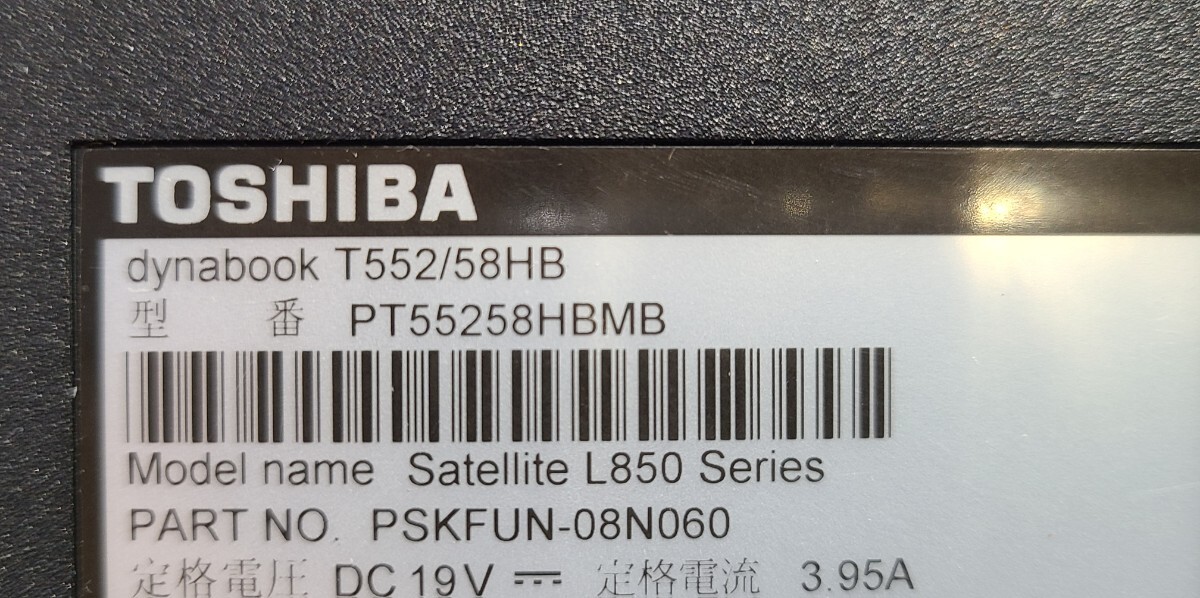 TOSHIBA
dynabook T552/58HB
型 番 PT55258HBMB
Model name Satellite L850 Series
PART NO. PSKFUN-08N060
定格電圧 DC 19V ⎓ 定格電流 3.95A